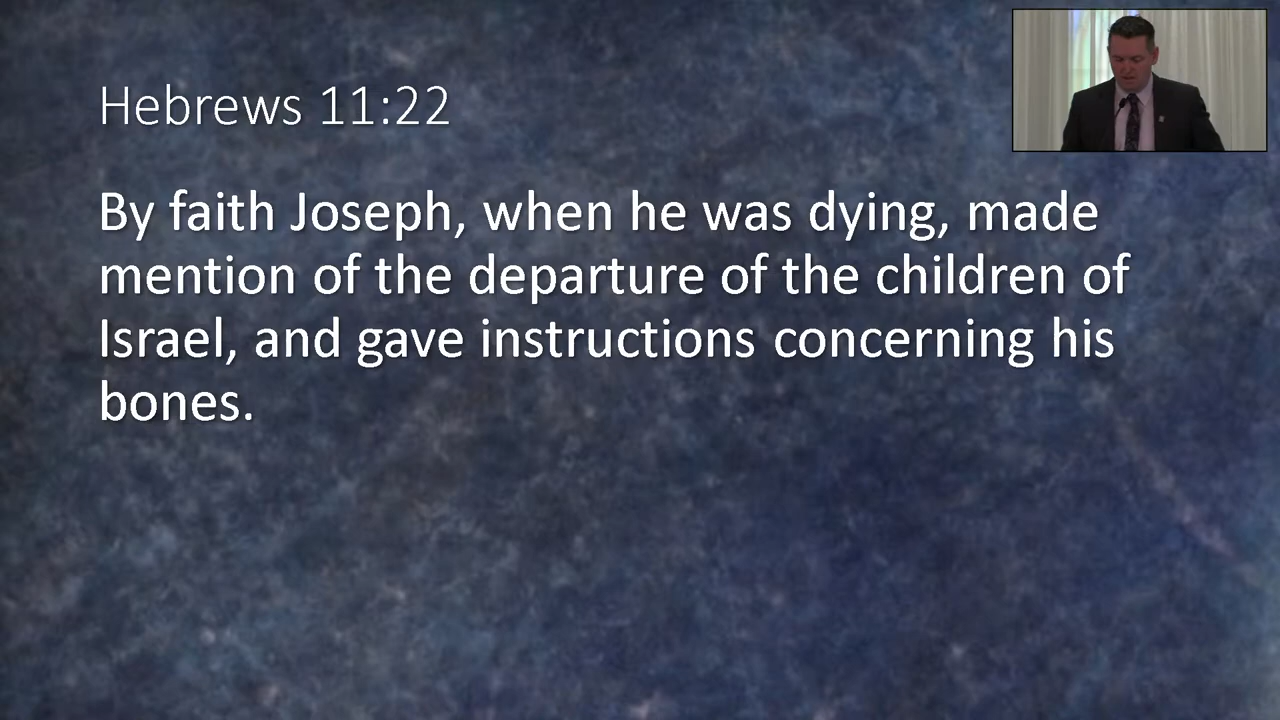 Hebrews 11:22
By faith Joseph, when he was dying, made
mention of the departure of the children of
Israel, and gave instructions concerning his
bones.